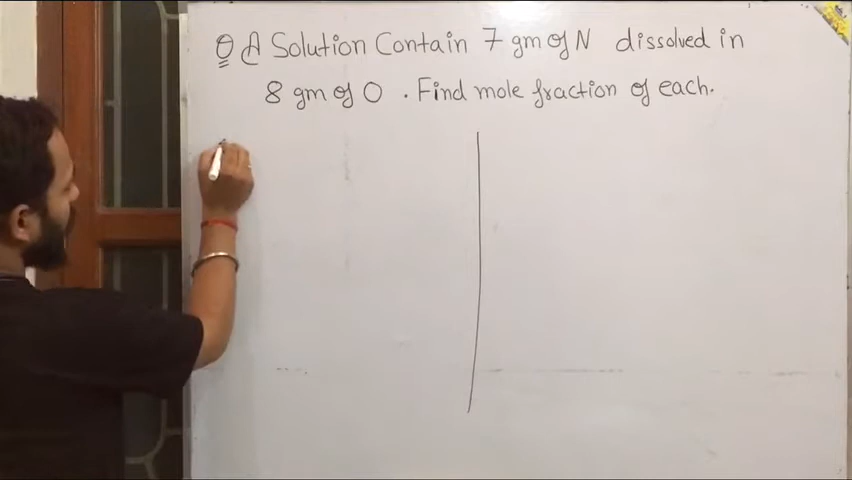 Q A Solution Contain 7 gm of N dissolved in
8 gm of O . Find mole fraction of each.